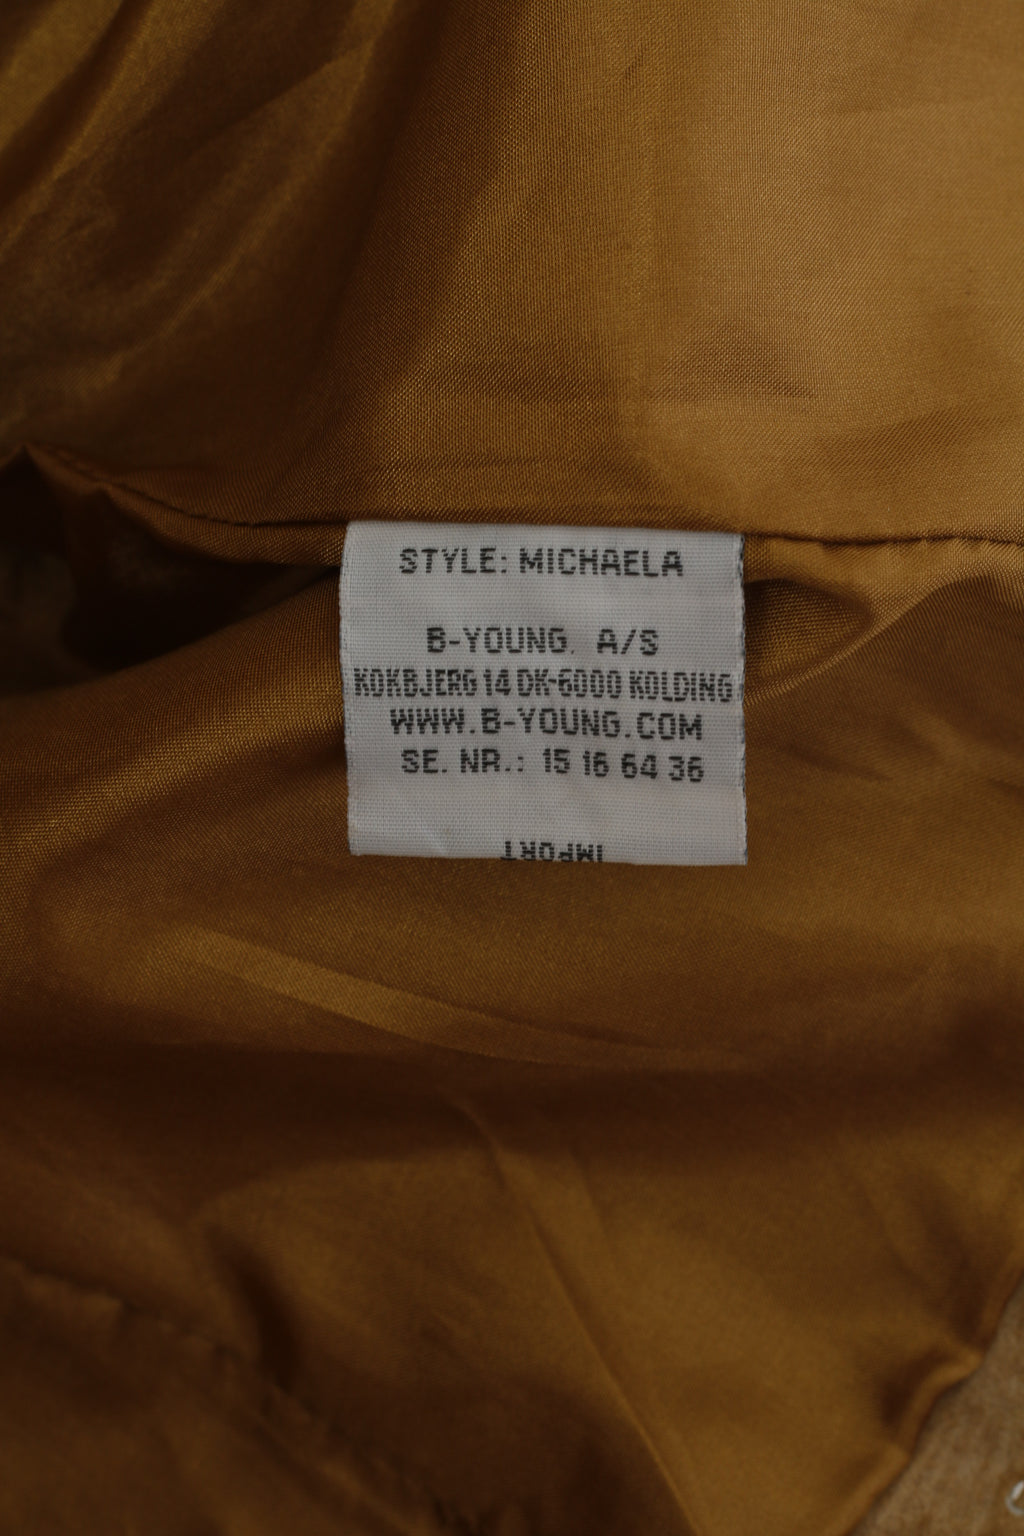 STYLE: MICHAELA
B-YOUNG. A/S
KOKBJERG 14 DK-6000 KOLDING
WWW.B-YOUNG.COM
SE. NR.: 15 16 64 36
IMPORT